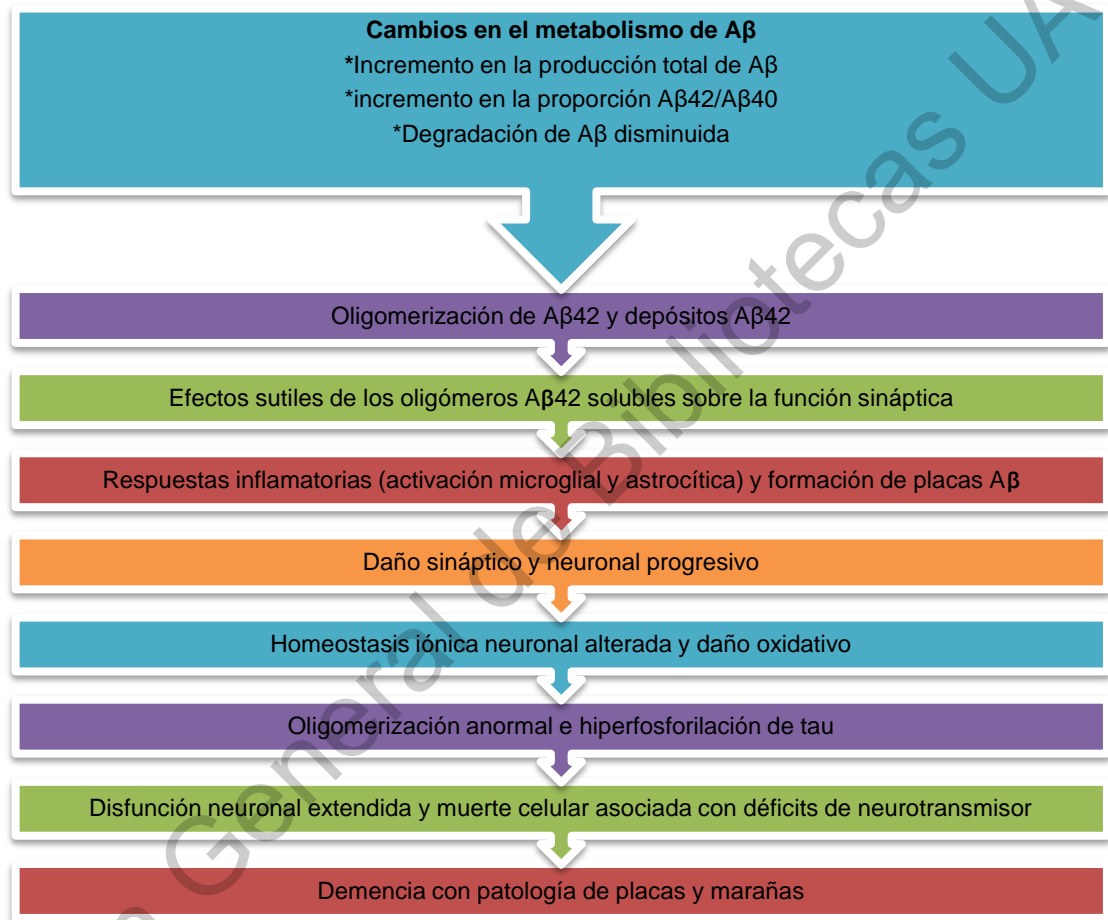 Cambios en el metabolismo de Aβ
*Incremento en la producción total de Aβ
*incremento en la proporción Aβ42/Aβ40
*Degradación de Aβ disminuida
Oligomerización de Aβ42 y depósitos Aβ42
Efectos sutiles de los oligómeros Aβ42 solubles sobre la función sináptica
Respuestas inflamatorias (activación microglial y astrocítica) y formación de placas Aβ
Daño sináptico y neuronal progresivo
Homeostasis iónica neuronal alterada y daño oxidativo
Oligomerización anormal e hiperfosforilación de tau
Disfunción neuronal extendida y muerte celular asociada con déficits de neurotransmisor
Demencia con patología de placas y marañas
General de Bibliotecas UA